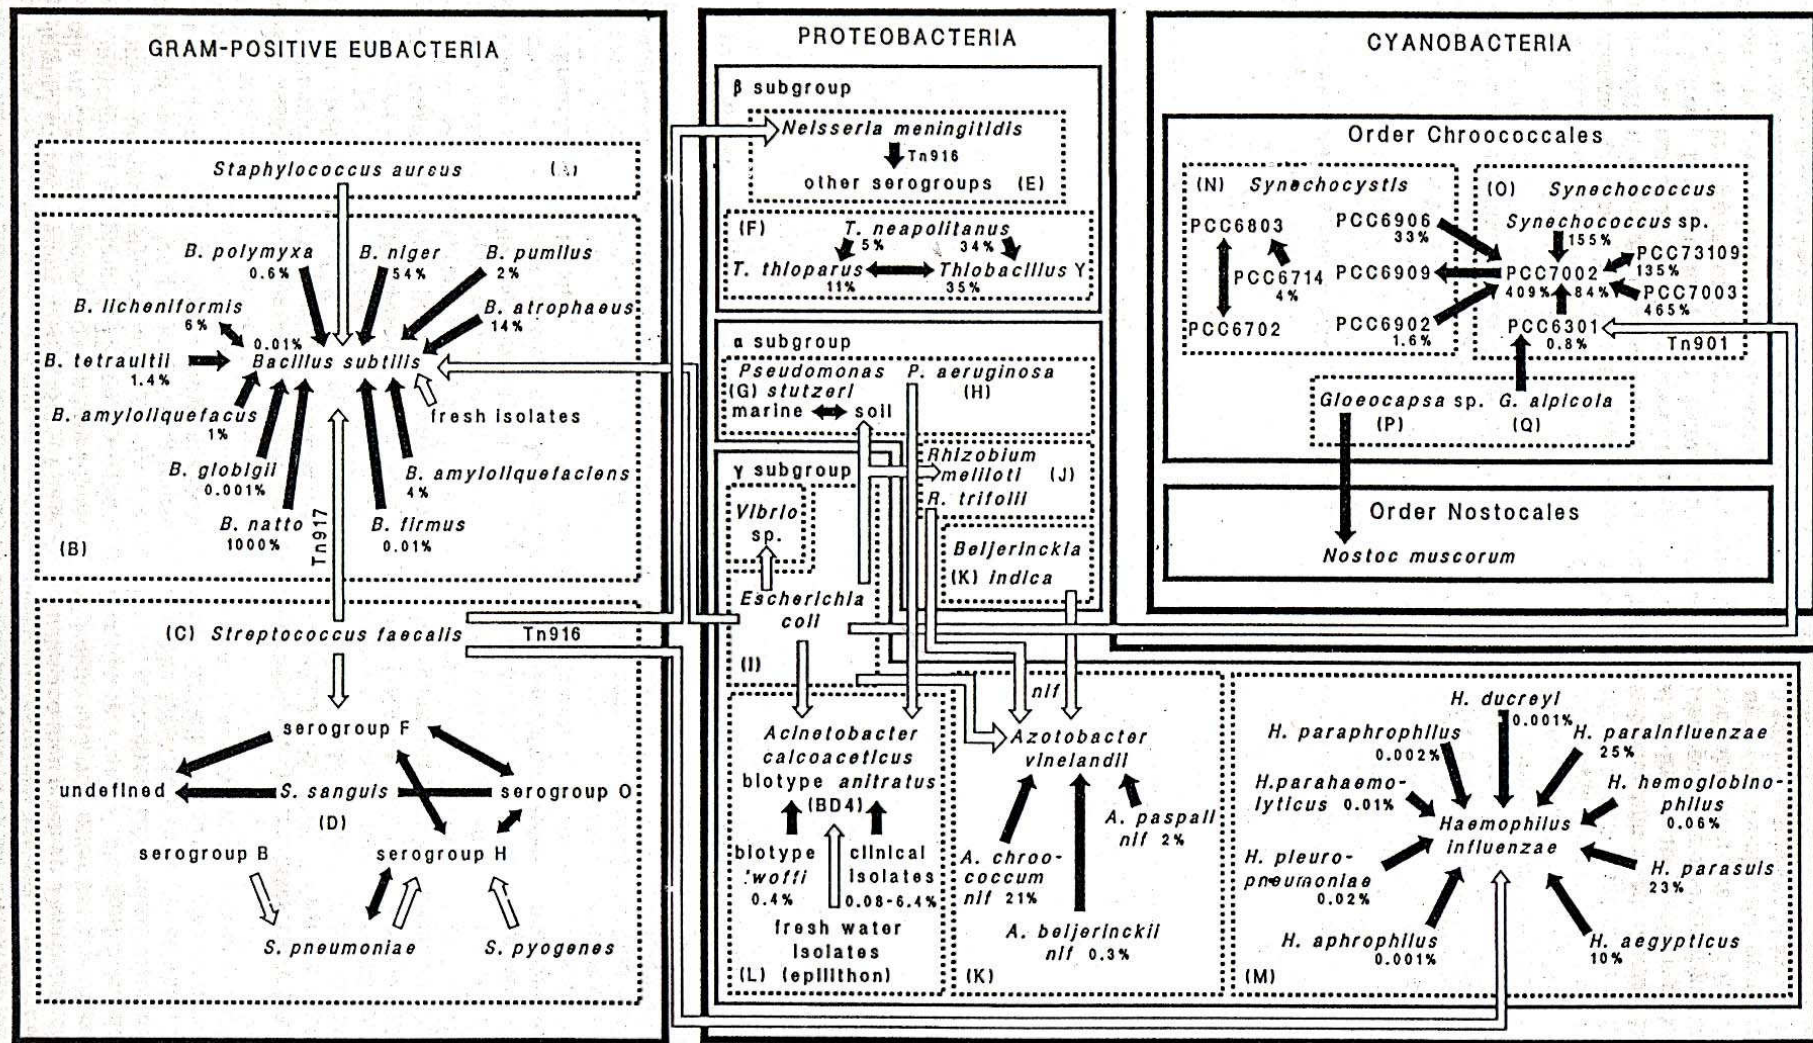 GRAM-POSITIVE EUBACTERIA
Staphylococcus aureus
B. polymyxa
0.6%
B. niger
54%
B. pumilus
2%
B. licheniformis
6%
B. atrophaeus
14%
0.01%
B. tetraultii
1.4%
Bacillus subtilis
B. amyloliquefacus
1%
fresh isolates
B. globigii
0.001%
B. amyloliquefaciens
4%
B. natto
1000%
B. firmus
0.01%
(B)
Tn917
(C) Streptococcus faecalis
Tn916
serogroup F
undefined
S. sanguis
serogroup O
(D)
serogroup B
serogroup H
S. pneumoniae
S. pyogenes
PROTEOBACTERIA
β subgroup
Neisseria meningitidis
Tn916
other serogroups (E)
(F)
T. neapolitanus
5%
34%
T. thioparus
11%
Thiobacillus Y
35%
α subgroup
Pseudomonas
(G) stutzeri
P. aeruginosa
(H)
marine
soil
γ subgroup
Rhizobium
meliloti (J)
R. trifolii
Vibrio
sp.
Beijerinckia
(K) indica
Escherichia
coli
(I)
nif
Acinetobacter
calcoaceticus
biotype anitratus
(BD4)
biotype
'woffi
0.4%
clinical
isolates
0.08-6.4%
fresh water
isolates
(L) (epilithon)
Azotobacter
vinelandii
A. paspali
nif 2%
A. chroo-
coccum
nif 21%
A. beijerinckii
nif 0.3%
(K)
H. ducreyi
0.001%
H. paraphrophilus
0.002%
H. parainfluenzae
25%
H.parahaemo-
lyticus 0.01%
H. hemoglobino-
philus
0.06%
Haemophilus
influenzae
H. pleuro-
pneumoniae
0.02%
H. parasuis
23%
H. aphrophilus
0.001%
H. aegypticus
10%
(M)
CYANOBACTERIA
Order Chroococcales
(N) Synechocystis
PCC6803
PCC6906
33%
PCC6714
4%
PCC6909
PCC6702
PCC6902
1.6%
(O) Synechococcus
Synechococcus sp.
155%
PCC73109
135%
PCC7002
409% 84%
PCC7003
465%
PCC6301
0.8%
Tn901
Gloeocapsa sp. G. alpicola
(P) (Q)
Order Nostocales
Nostoc muscorum